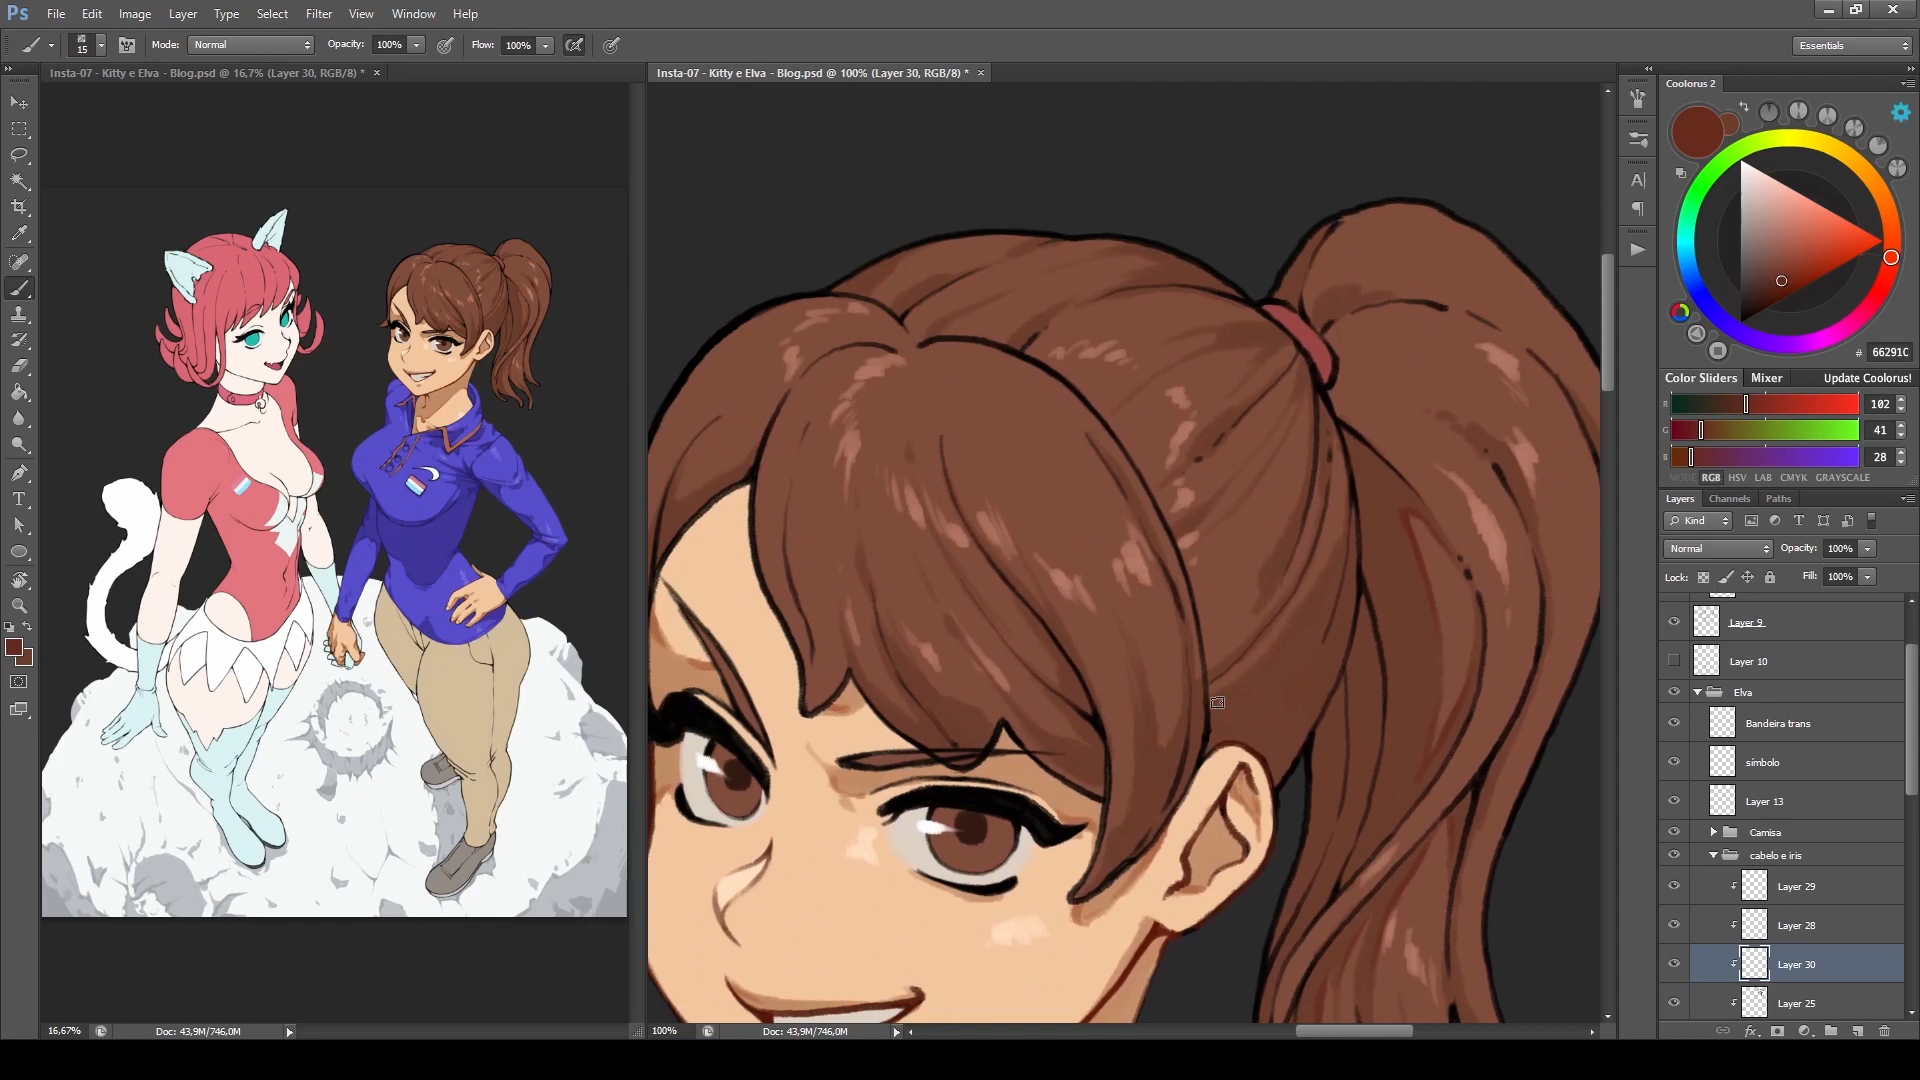 Ps File Edit Image Layer Type Select Filter View Window Help
15 Mode: Normal Opacity: 100% Flow: 100% Essentials
Insta-07 - Kitty e Elva - Blog.psd @ 16,7% (Layer 30, RGB/8) * ×
Insta-07 - Kitty e Elva - Blog.psd @ 100% (Layer 30, RGB/8) * ×
Coolorus 2
# 66291C
Color Sliders Mixer Update Coolorus!
R 102
G 41
B 28
MODE RGB HSV LAB CMYK GRAYSCALE
Layers Channels Paths
Kind
Normal Opacity: 100%
Lock: Fill: 100%
Layer 9
Layer 10
Elva
Bandeira trans
símbolo
Layer 13
Camisa
cabelo e iris
Layer 29
Layer 28
Layer 30
Layer 25
16,67% Doc: 43,9M/746,0M
100% Doc: 43,9M/746,0M